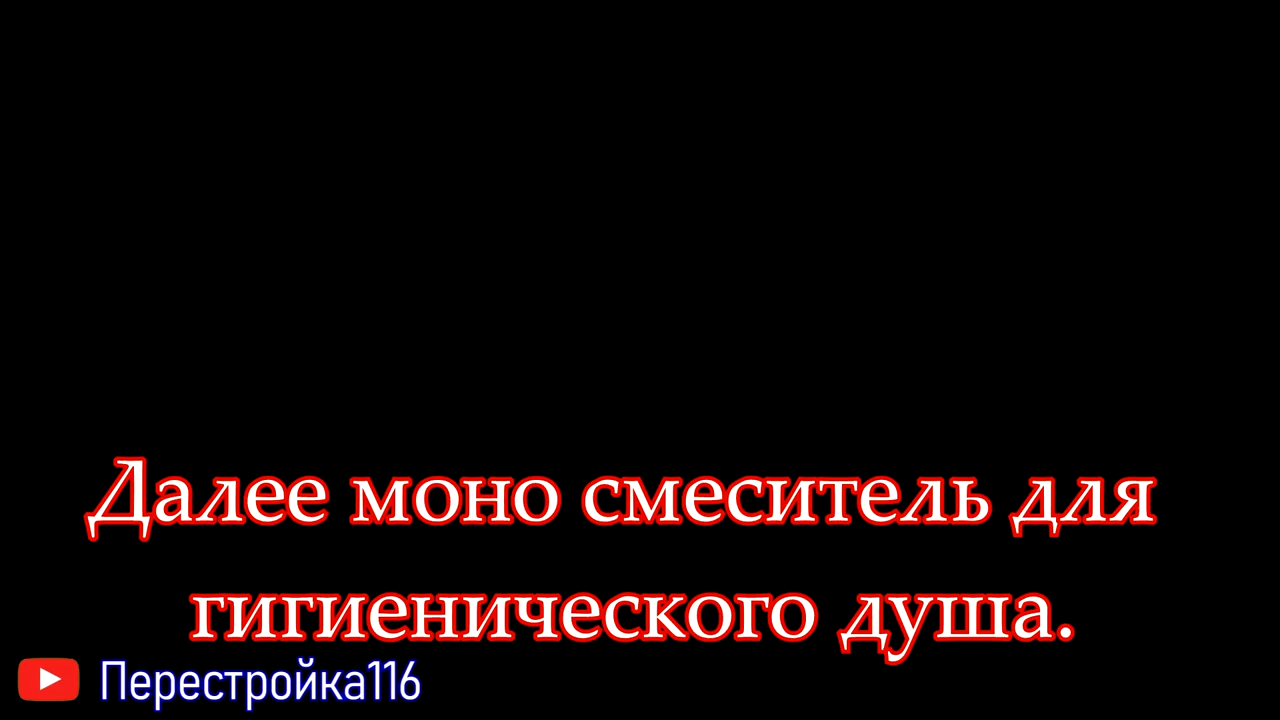 Далее моно смеситель для
гигиенического душа.
Перестройка116